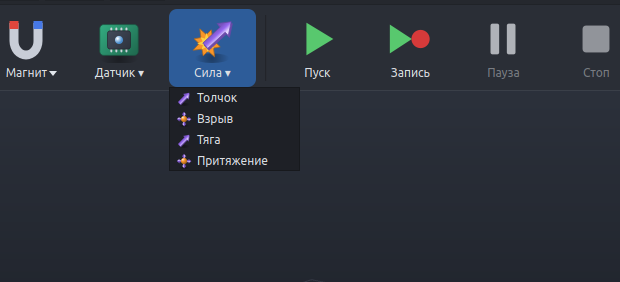 Магнит▾ Датчик ▾ Сила ▾ Пуск Запись Пауза Стоп
Толчок
Взрыв
Тяга
Притяжение